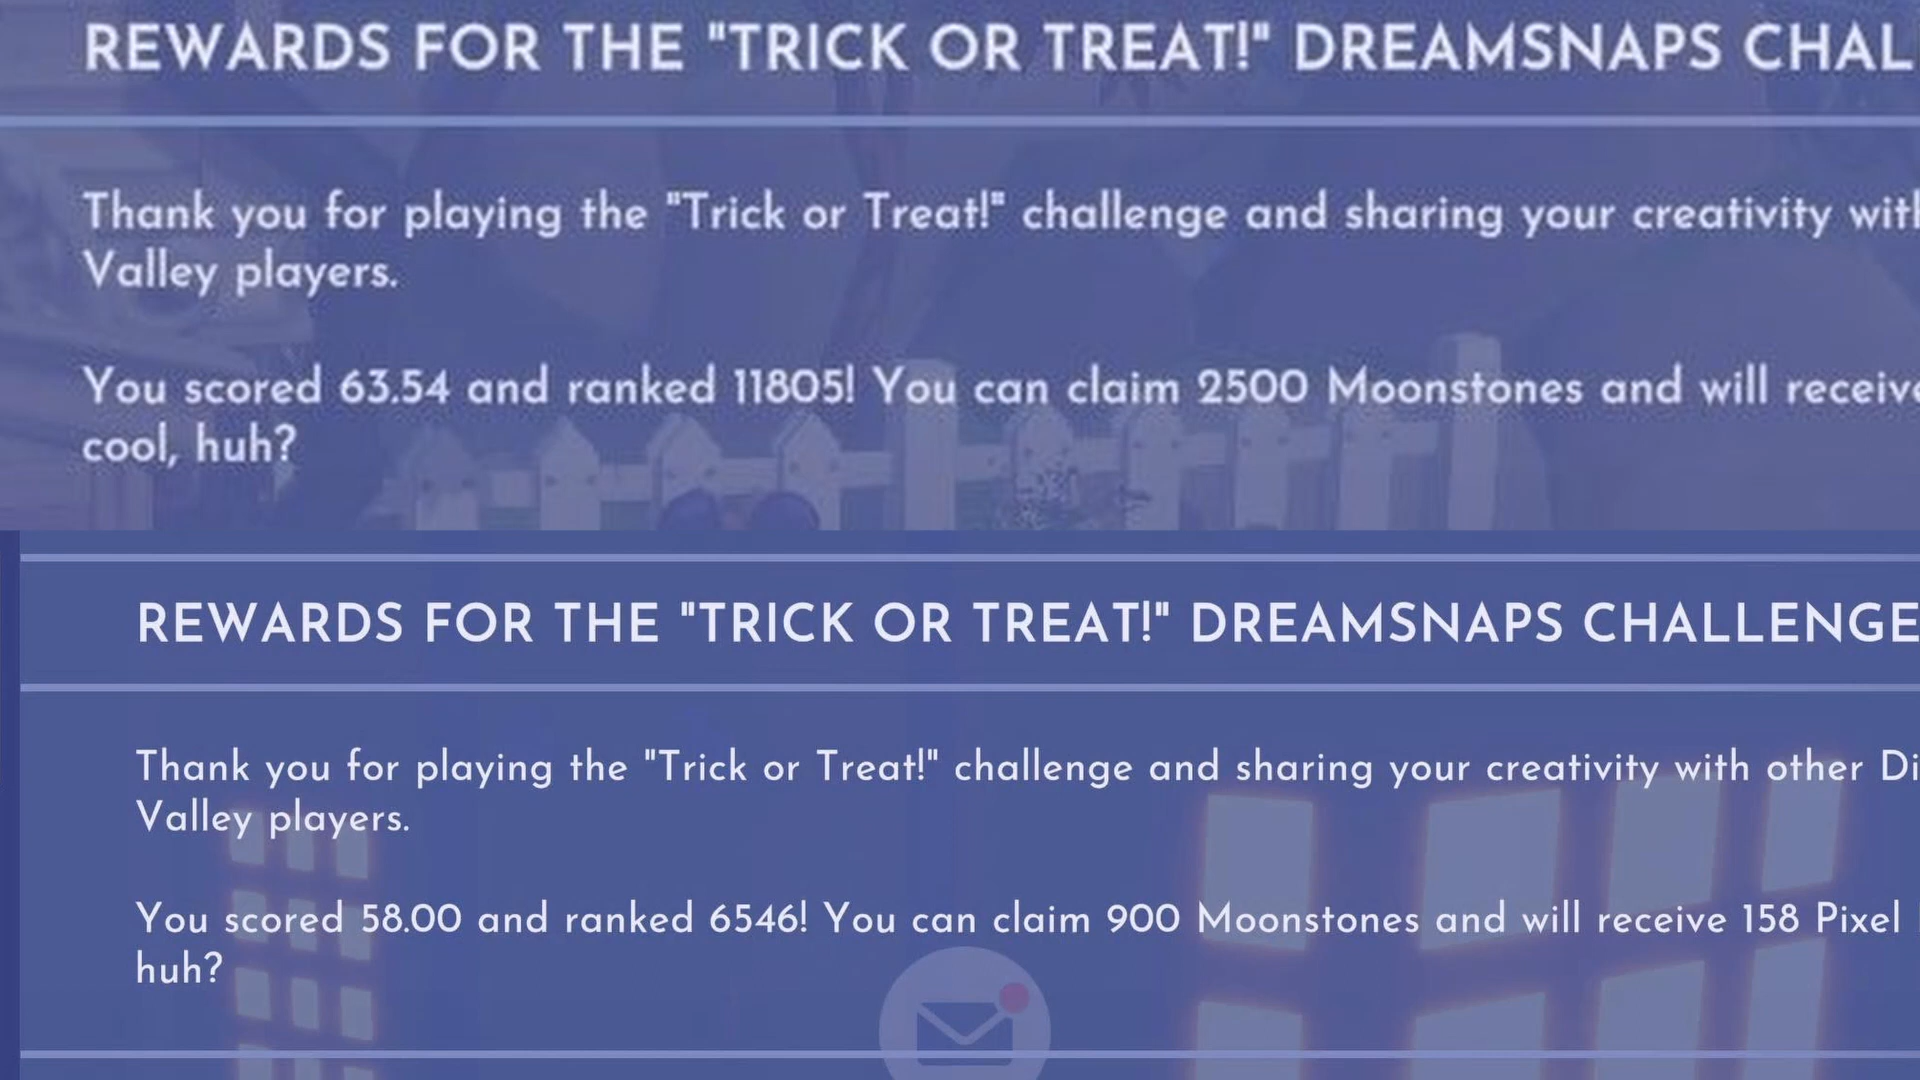 REWARDS FOR THE "TRICK OR TREAT!" DREAMSNAPS CHAL
Thank you for playing the "Trick or Treat!" challenge and sharing your creativity with
Valley players.
You scored 63.54 and ranked 11805! You can claim 2500 Moonstones and will receive
cool, huh?
REWARDS FOR THE "TRICK OR TREAT!" DREAMSNAPS CHALLENGE
Thank you for playing the "Trick or Treat!" challenge and sharing your creativity with other Di
Valley players.
You scored 58.00 and ranked 6546! You can claim 900 Moonstones and will receive 158 Pixel
huh?